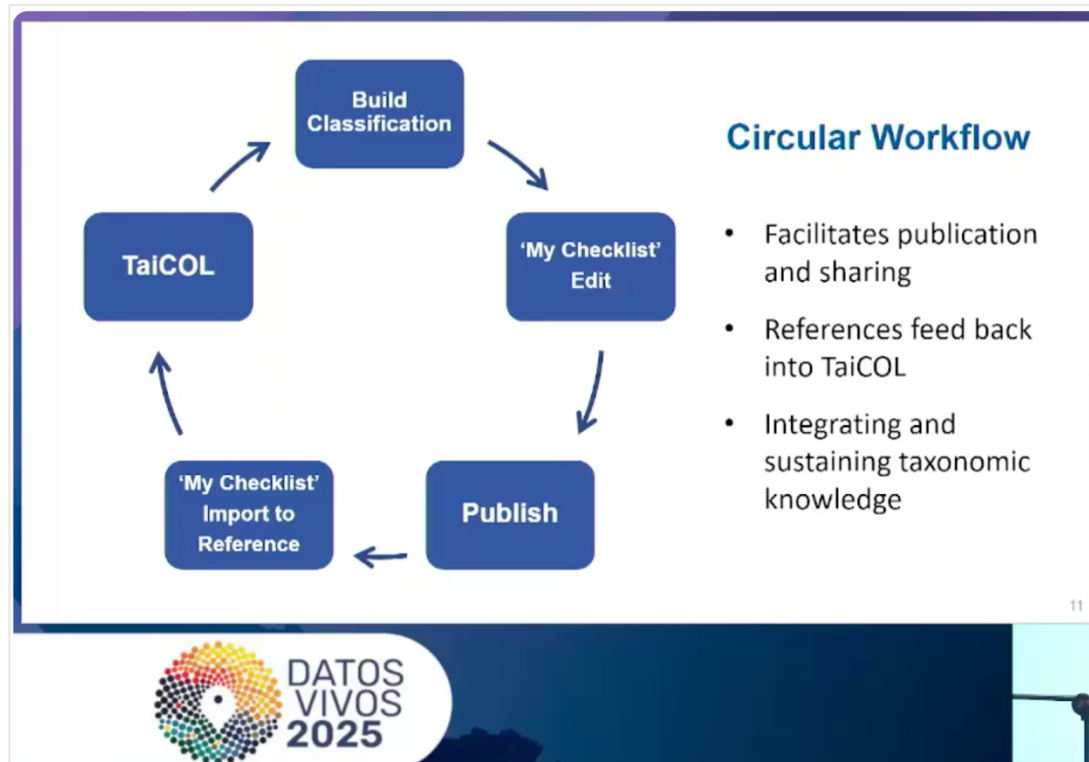 Build
Classification
‘My Checklist’
Edit
Publish
‘My Checklist’
Import to
Reference
TaiCOL
Circular Workflow
• Facilitates publication
and sharing
• References feed back
into TaiCOL
• Integrating and
sustaining taxonomic
knowledge
11
DATOS
VIVOS
2025